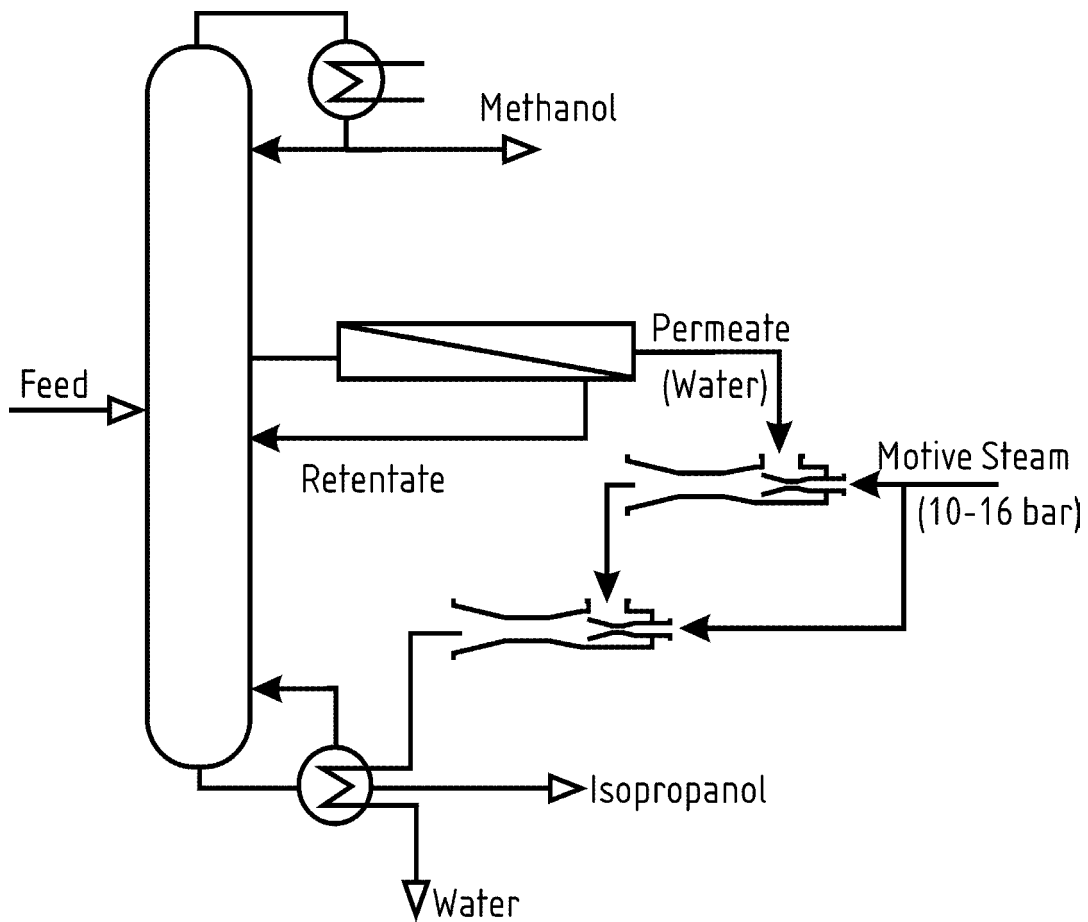 Methanol
Permeate
(Water)
Feed
Retentate
Motive Steam
(10-16 bar)
Isopropanol
Water